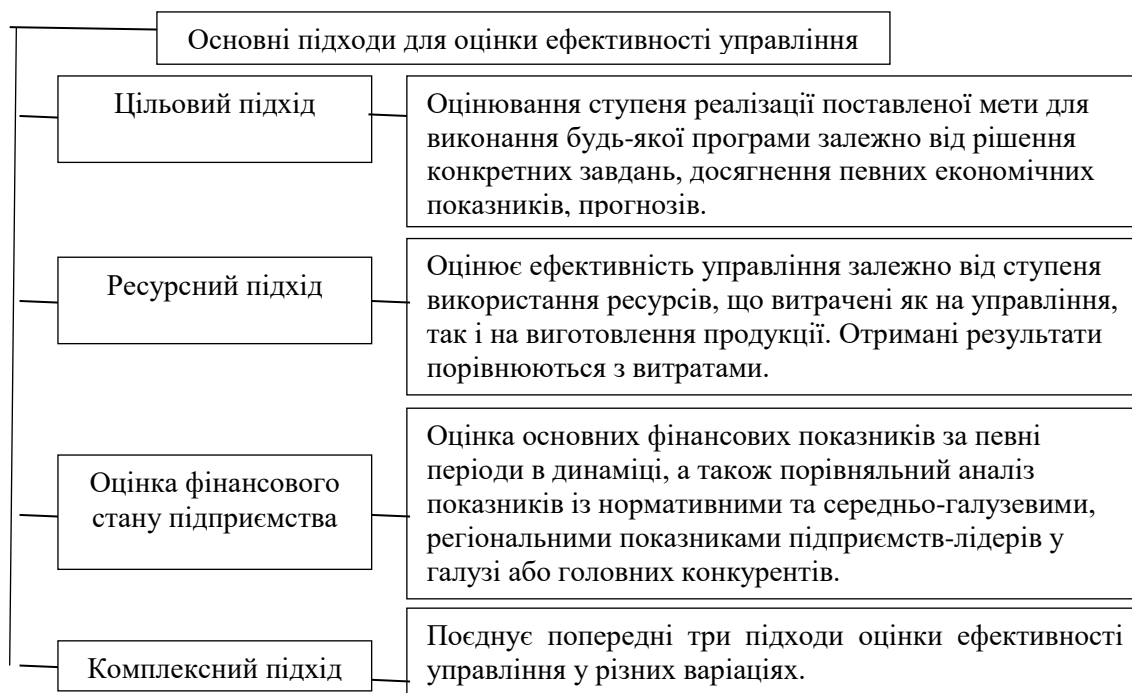 Основні підходи для оцінки ефективності управління
Цільовий підхід
Оцінювання ступеня реалізації поставленої мети для
виконання будь-якої програми залежно від рішення
конкретних завдань, досягнення певних економічних
показників, прогнозів.
Ресурсний підхід
Оцінює ефективність управління залежно від ступеня
використання ресурсів, що витрачені як на управління,
так і на виготовлення продукції. Отримані результати
порівнюються з витратами.
Оцінка фінансового
стану підприємства
Оцінка основних фінансових показників за певні
періоди в динаміці, а також порівняльний аналіз
показників із нормативними та середньо-галузевими,
регіональними показниками підприємств-лідерів у
галузі або головних конкурентів.
Комплексний підхід
Поєднує попередні три підходи оцінки ефективності
управління у різних варіаціях.